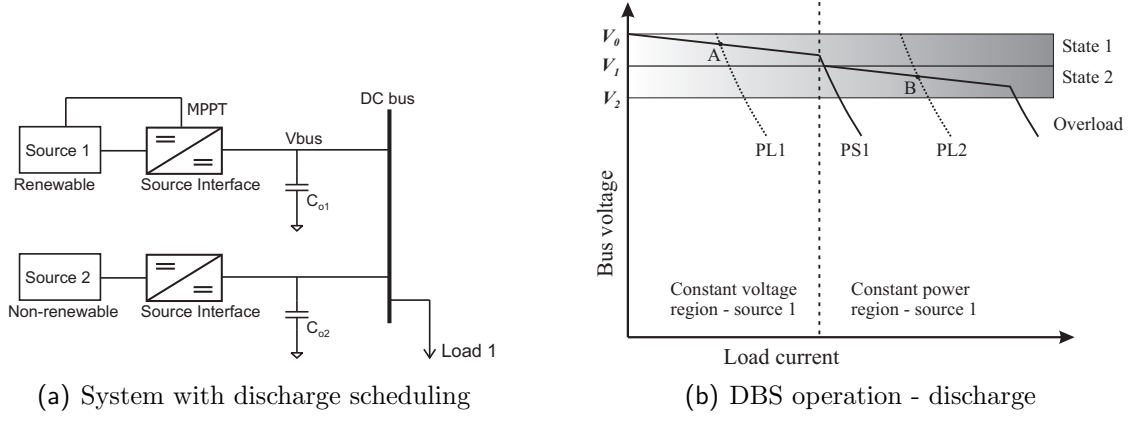 MPPT
DC bus
Source 1
Vbus
Renewable
Source Interface
Co1
Source 2
Non-renewable
Source Interface
Co2
Load 1
(a) System with discharge scheduling
V0
State 1
A
V1
State 2
B
V2
Overload
PL1
PS1
PL2
Bus voltage
Constant voltage
region - source 1
Constant power
region - source 1
Load current
(b) DBS operation - discharge